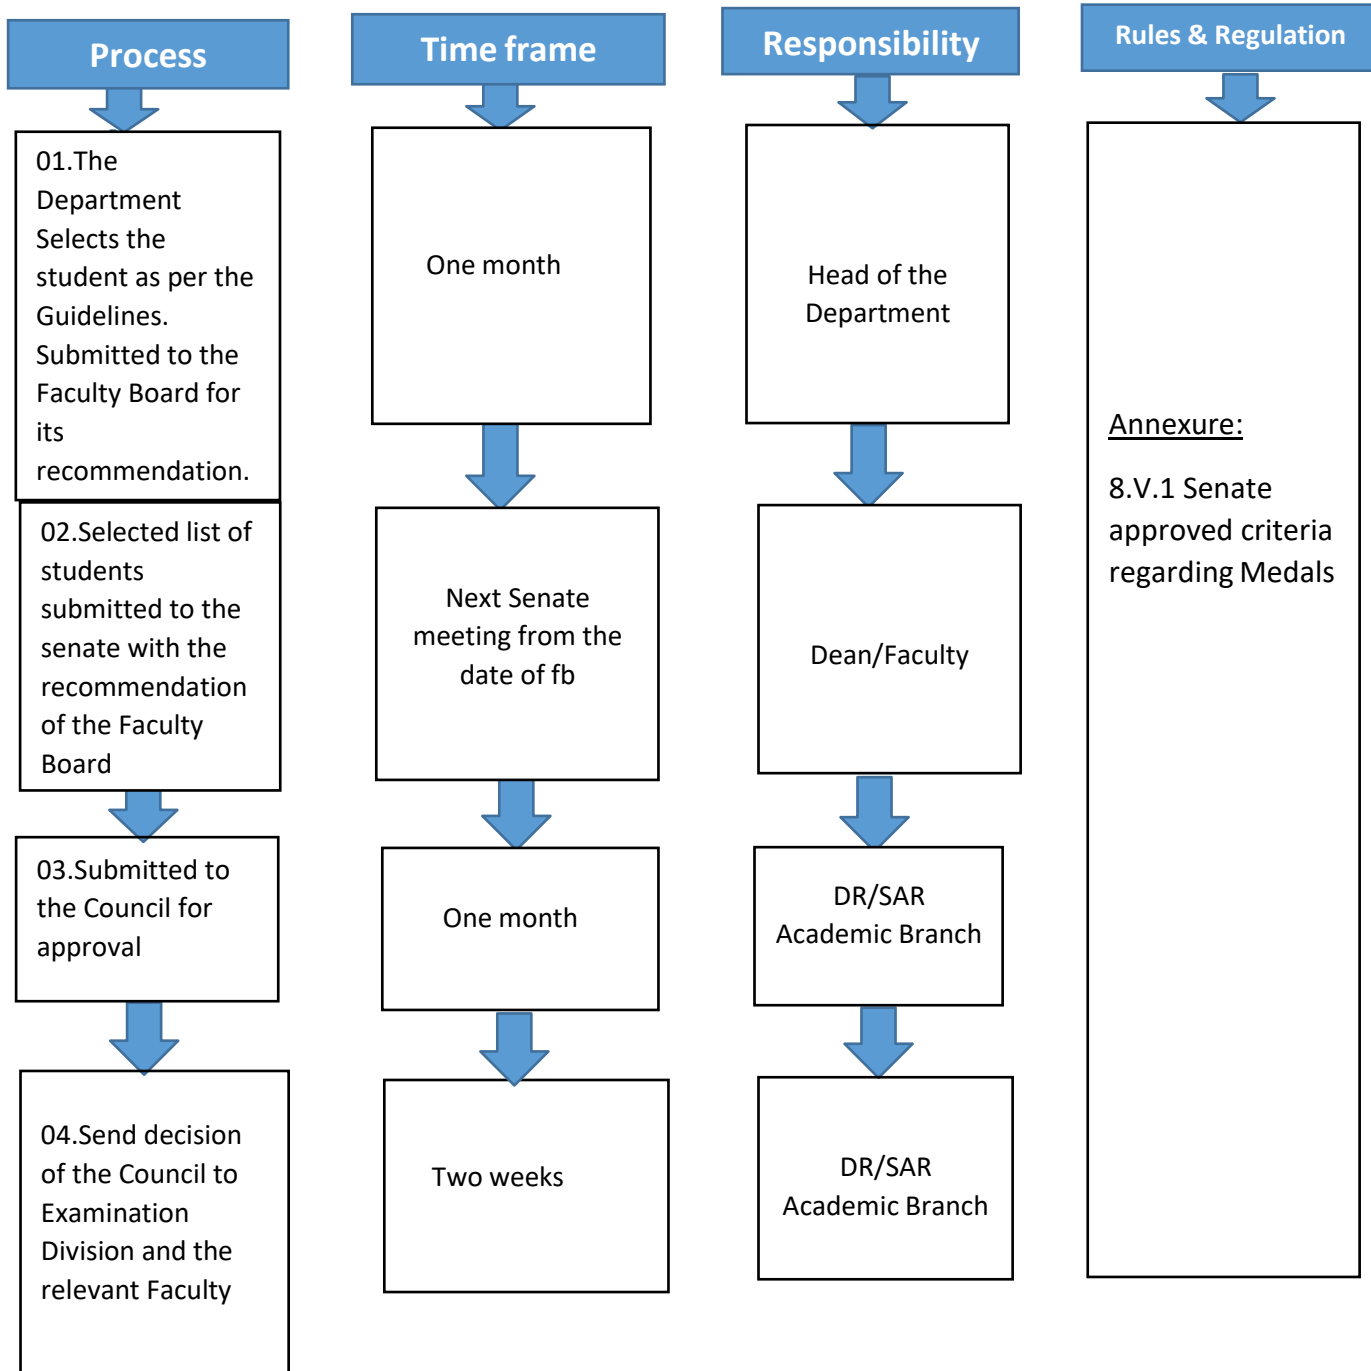 Process
01.The
Department
Selects the
student as per the
Guidelines.
Submitted to the
Faculty Board for
its
recommendation.
02.Selected list of
students
submitted to the
senate with the
recommendation
of the Faculty
Board
03.Submitted to
the Council for
approval
04.Send decision
of the Council to
Examination
Division and the
relevant Faculty
Time frame
One month
Next Senate
meeting from the
date of fb
One month
Two weeks
Responsibility
Head of the
Department
Dean/Faculty
DR/SAR
Academic Branch
DR/SAR
Academic Branch
Rules & Regulation
Annexure:
8.V.1 Senate
approved criteria
regarding Medals